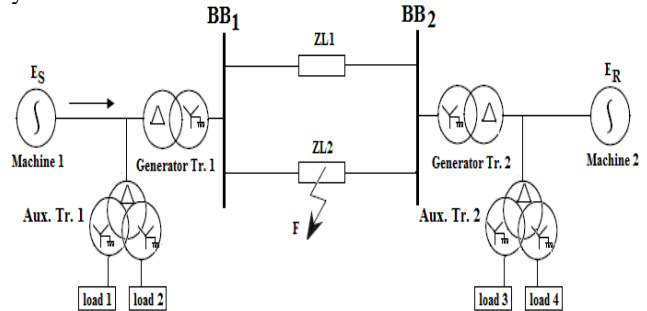 BB1
BB2
ZL1
ES
ER
Machine 1
Generator Tr. 1
ZL2
Generator Tr. 2
Machine 2
Aux. Tr. 1
F
Aux. Tr. 2
load 1
load 2
load 3
load 4